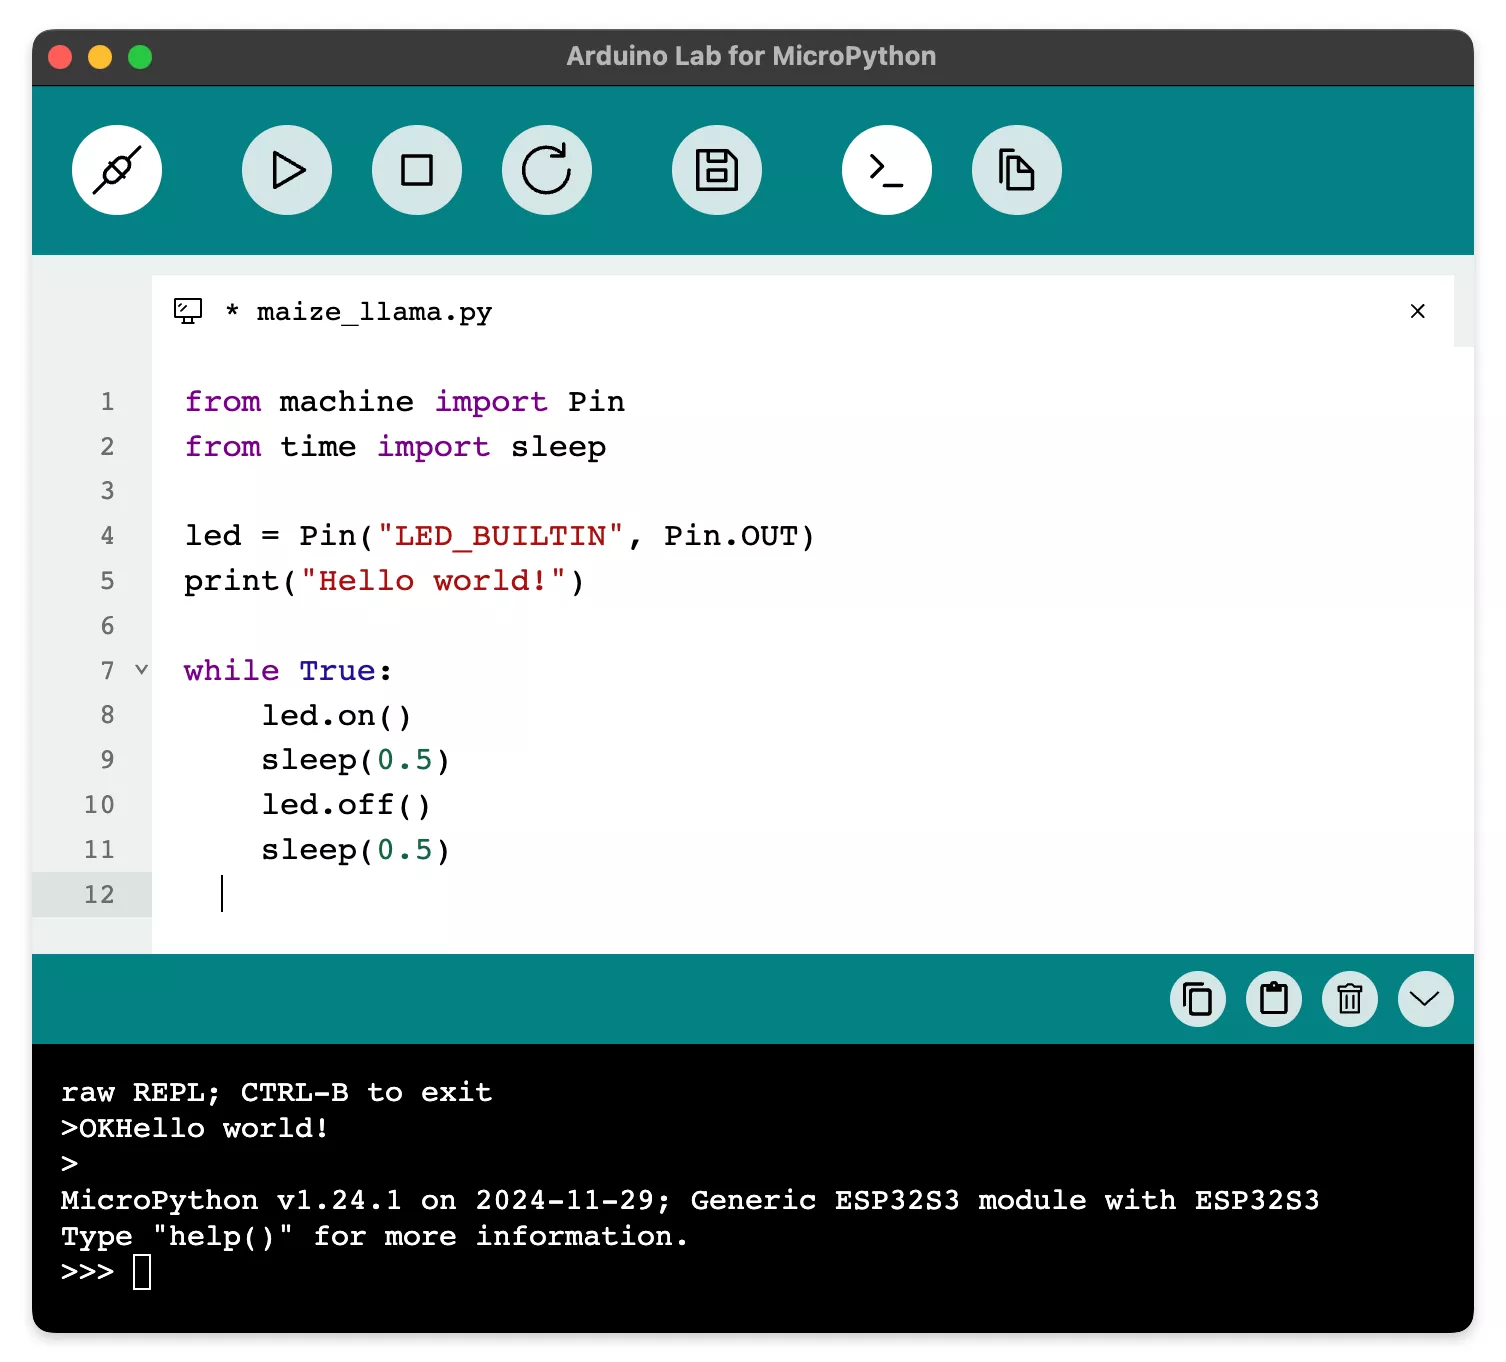 Arduino Lab for MicroPython
* maize_llama.py
1 from machine import Pin
2 from time import sleep
3
4 led = Pin("LED_BUILTIN", Pin.OUT)
5 print("Hello world!")
6
7 while True:
8     led.on()
9     sleep(0.5)
10     led.off()
11     sleep(0.5)
12
raw REPL; CTRL-B to exit
>OKHello world!
>
MicroPython v1.24.1 on 2024-11-29; Generic ESP32S3 module with ESP32S3
Type "help()" for more information.
>>>